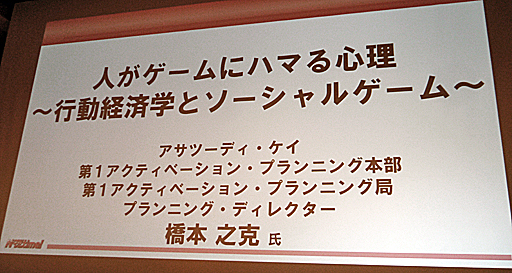 人がゲームにハマる心理
～行動経済学とソーシャルゲーム～
アサツーディ・ケイ
第1アクティベーション・プランニング本部
第1アクティベーション・プランニング局
プランニング・ディレクター
橋本 之克 氏